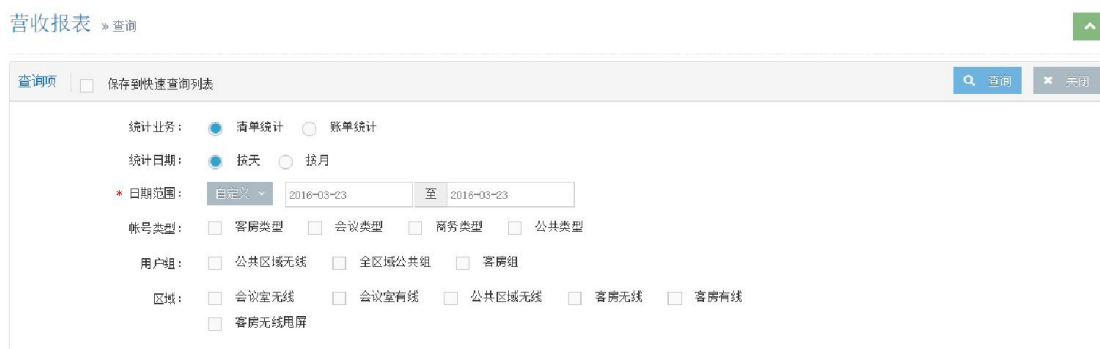 营收报表 » 查询
查询项 保存到快速查询列表 查询 × 关闭
统计业务： 清单统计 账单统计
统计日期： 按天 按月
* 日期范围： 自定义 2016-03-23 至 2016-03-23
帐号类型： 客房类型 会议类型 商务类型 公共类型
用户组： 公共区域无线 全区域公共组 客房组
区域： 会议室无线 会议室有线 公共区域无线 客房无线 客房有线
客房无线甩屏